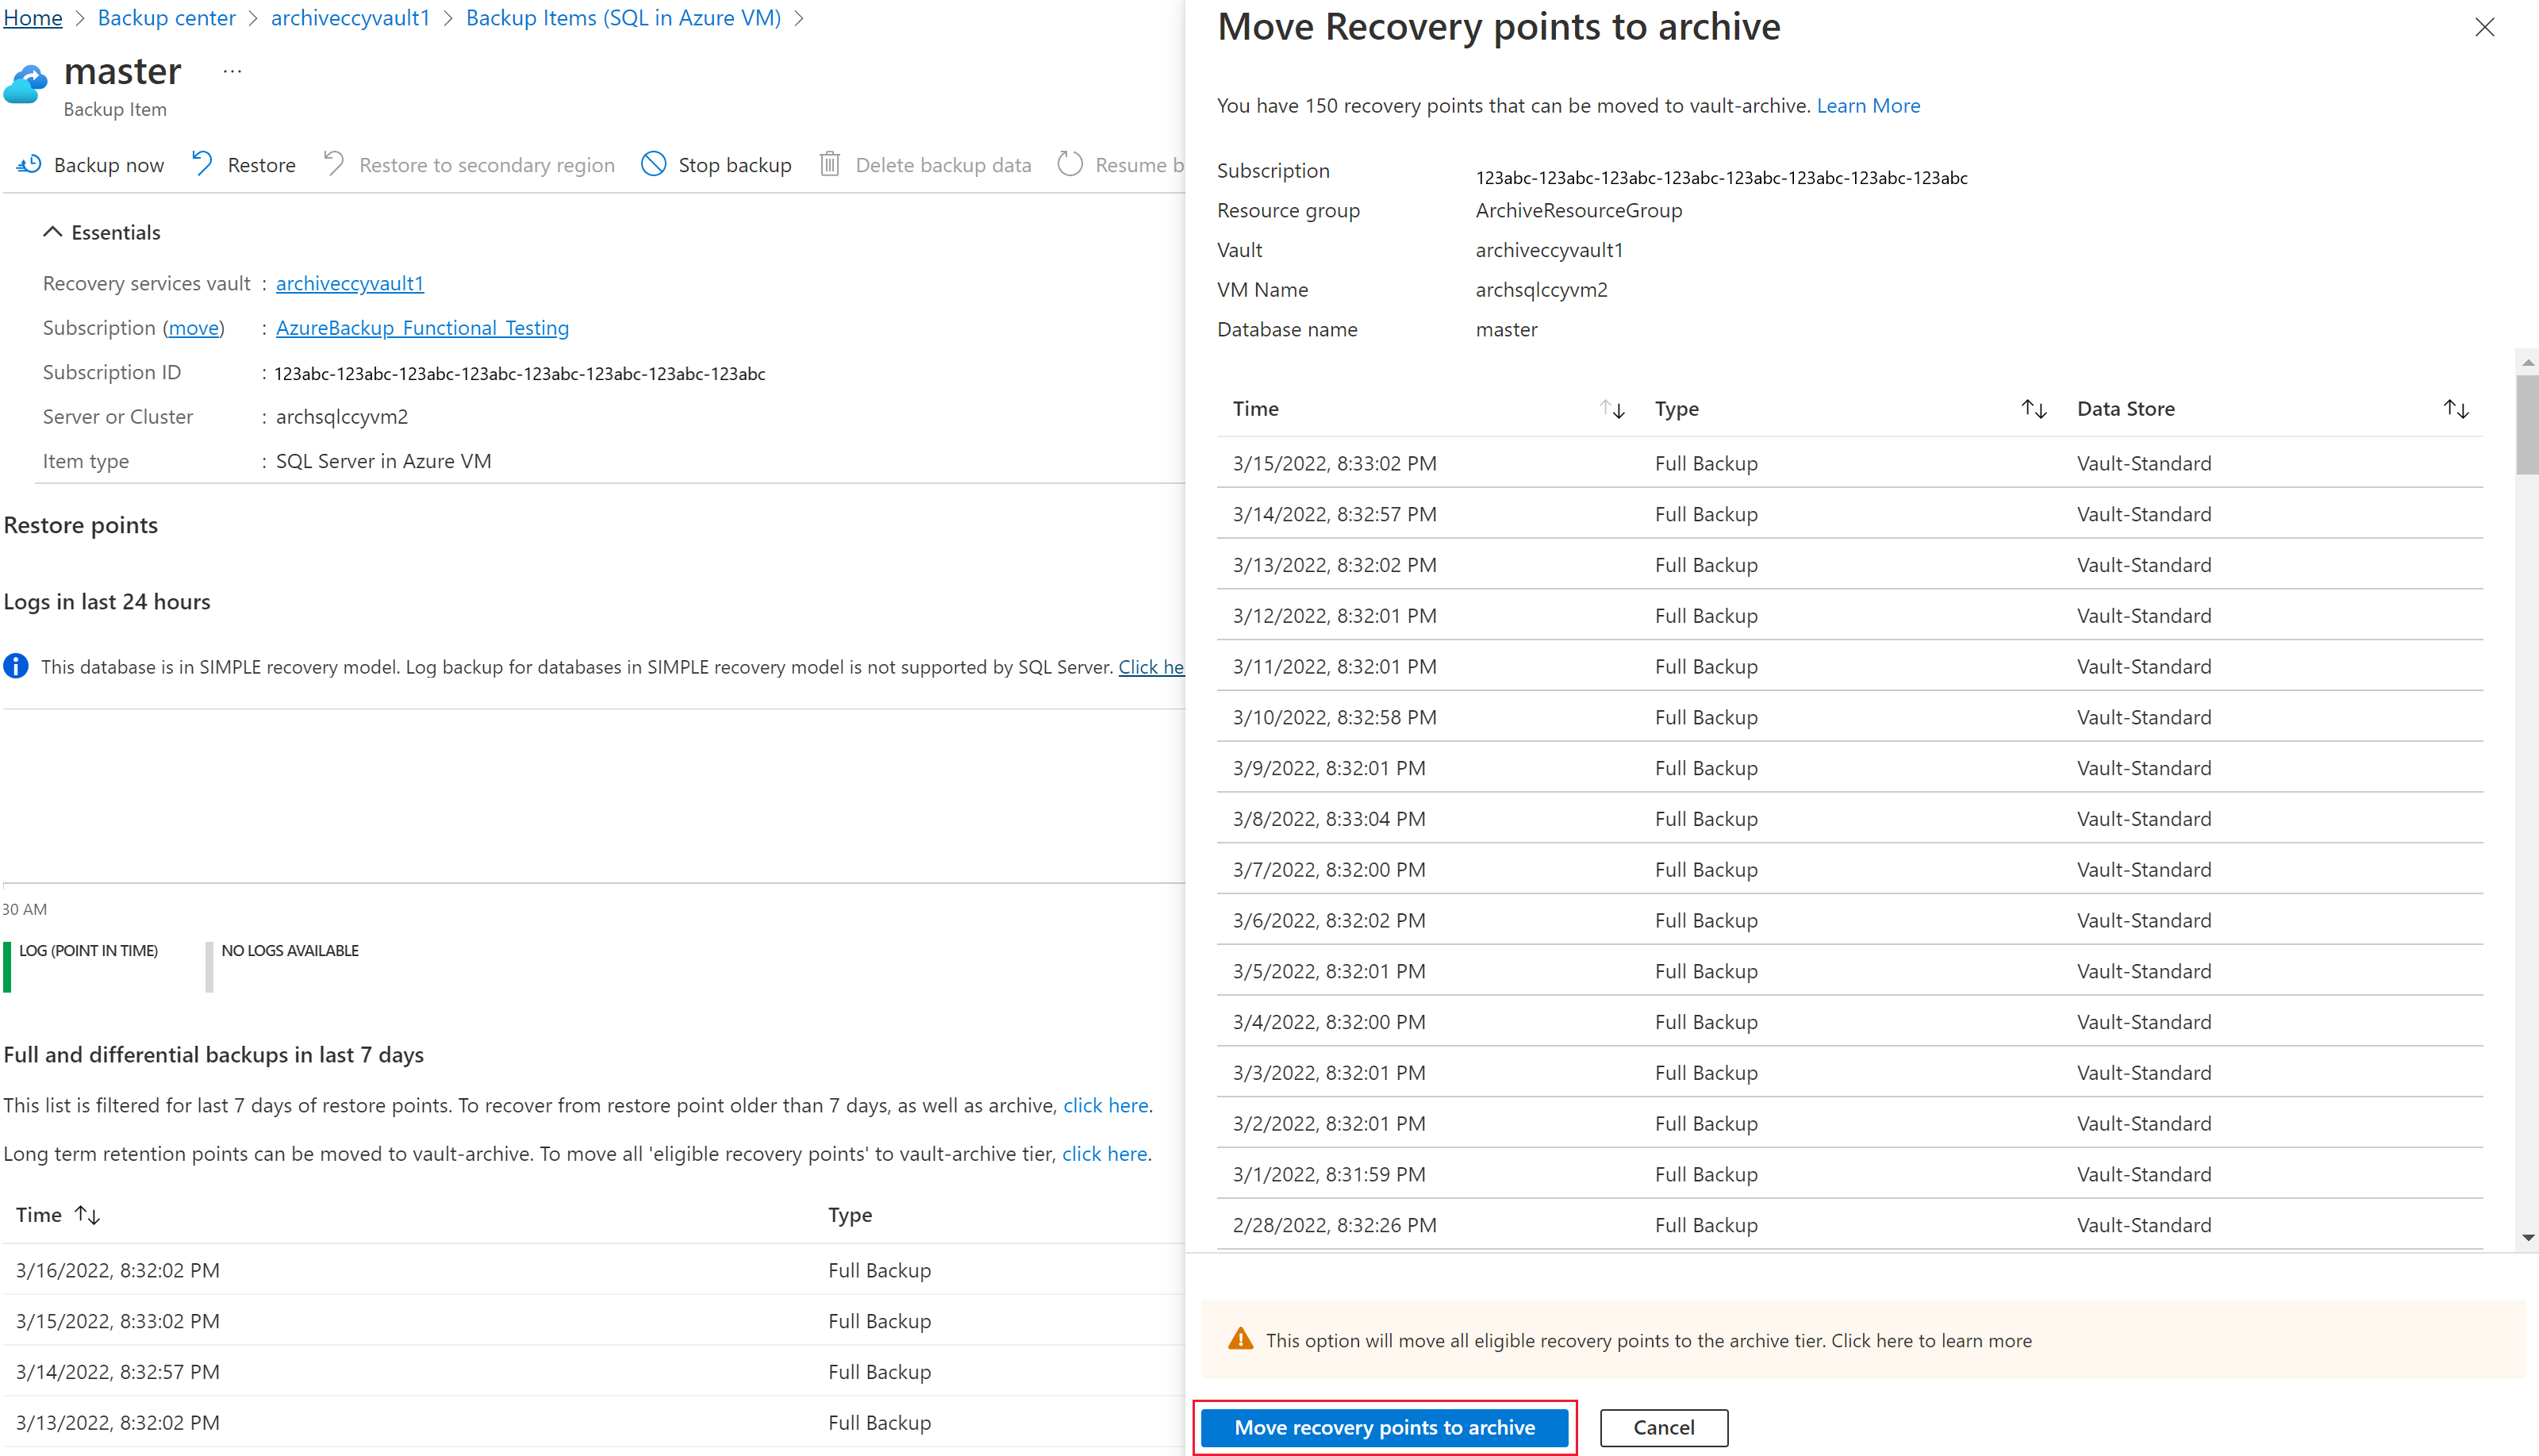 Home > Backup center > archiveccyvault1 > Backup Items (SQL in Azure VM) >
master ...
Backup Item
Backup now Restore Restore to secondary region Stop backup Delete backup data Resume b
Essentials
Recovery services vault : archiveccyvault1
Subscription (move) : AzureBackup_Functional_Testing
Subscription ID : 123abc-123abc-123abc-123abc-123abc-123abc-123abc-123abc
Server or Cluster : archsqlccyvm2
Item type : SQL Server in Azure VM
Restore points
Logs in last 24 hours
This database is in SIMPLE recovery model. Log backup for databases in SIMPLE recovery model is not supported by SQL Server. Click he
30 AM
LOG (POINT IN TIME) NO LOGS AVAILABLE
Full and differential backups in last 7 days
This list is filtered for last 7 days of restore points. To recover from restore point older than 7 days, as well as archive, click here.
Long term retention points can be moved to vault-archive. To move all 'eligible recovery points' to vault-archive tier, click here.
Time Type
3/16/2022, 8:32:02 PM Full Backup
3/15/2022, 8:33:02 PM Full Backup
3/14/2022, 8:32:57 PM Full Backup
3/13/2022, 8:32:02 PM Full Backup
Move Recovery points to archive
You have 150 recovery points that can be moved to vault-archive. Learn More
Subscription 123abc-123abc-123abc-123abc-123abc-123abc-123abc-123abc
Resource group ArchiveResourceGroup
Vault archiveccyvault1
VM Name archsqlccyvm2
Database name master
Time Type Data Store
3/15/2022, 8:33:02 PM Full Backup Vault-Standard
3/14/2022, 8:32:57 PM Full Backup Vault-Standard
3/13/2022, 8:32:02 PM Full Backup Vault-Standard
3/12/2022, 8:32:01 PM Full Backup Vault-Standard
3/11/2022, 8:32:01 PM Full Backup Vault-Standard
3/10/2022, 8:32:58 PM Full Backup Vault-Standard
3/9/2022, 8:32:01 PM Full Backup Vault-Standard
3/8/2022, 8:33:04 PM Full Backup Vault-Standard
3/7/2022, 8:32:00 PM Full Backup Vault-Standard
3/6/2022, 8:32:02 PM Full Backup Vault-Standard
3/5/2022, 8:32:01 PM Full Backup Vault-Standard
3/4/2022, 8:32:00 PM Full Backup Vault-Standard
3/3/2022, 8:32:01 PM Full Backup Vault-Standard
3/2/2022, 8:32:01 PM Full Backup Vault-Standard
3/1/2022, 8:31:59 PM Full Backup Vault-Standard
2/28/2022, 8:32:26 PM Full Backup Vault-Standard
This option will move all eligible recovery points to the archive tier. Click here to learn more
Move recovery points to archive Cancel